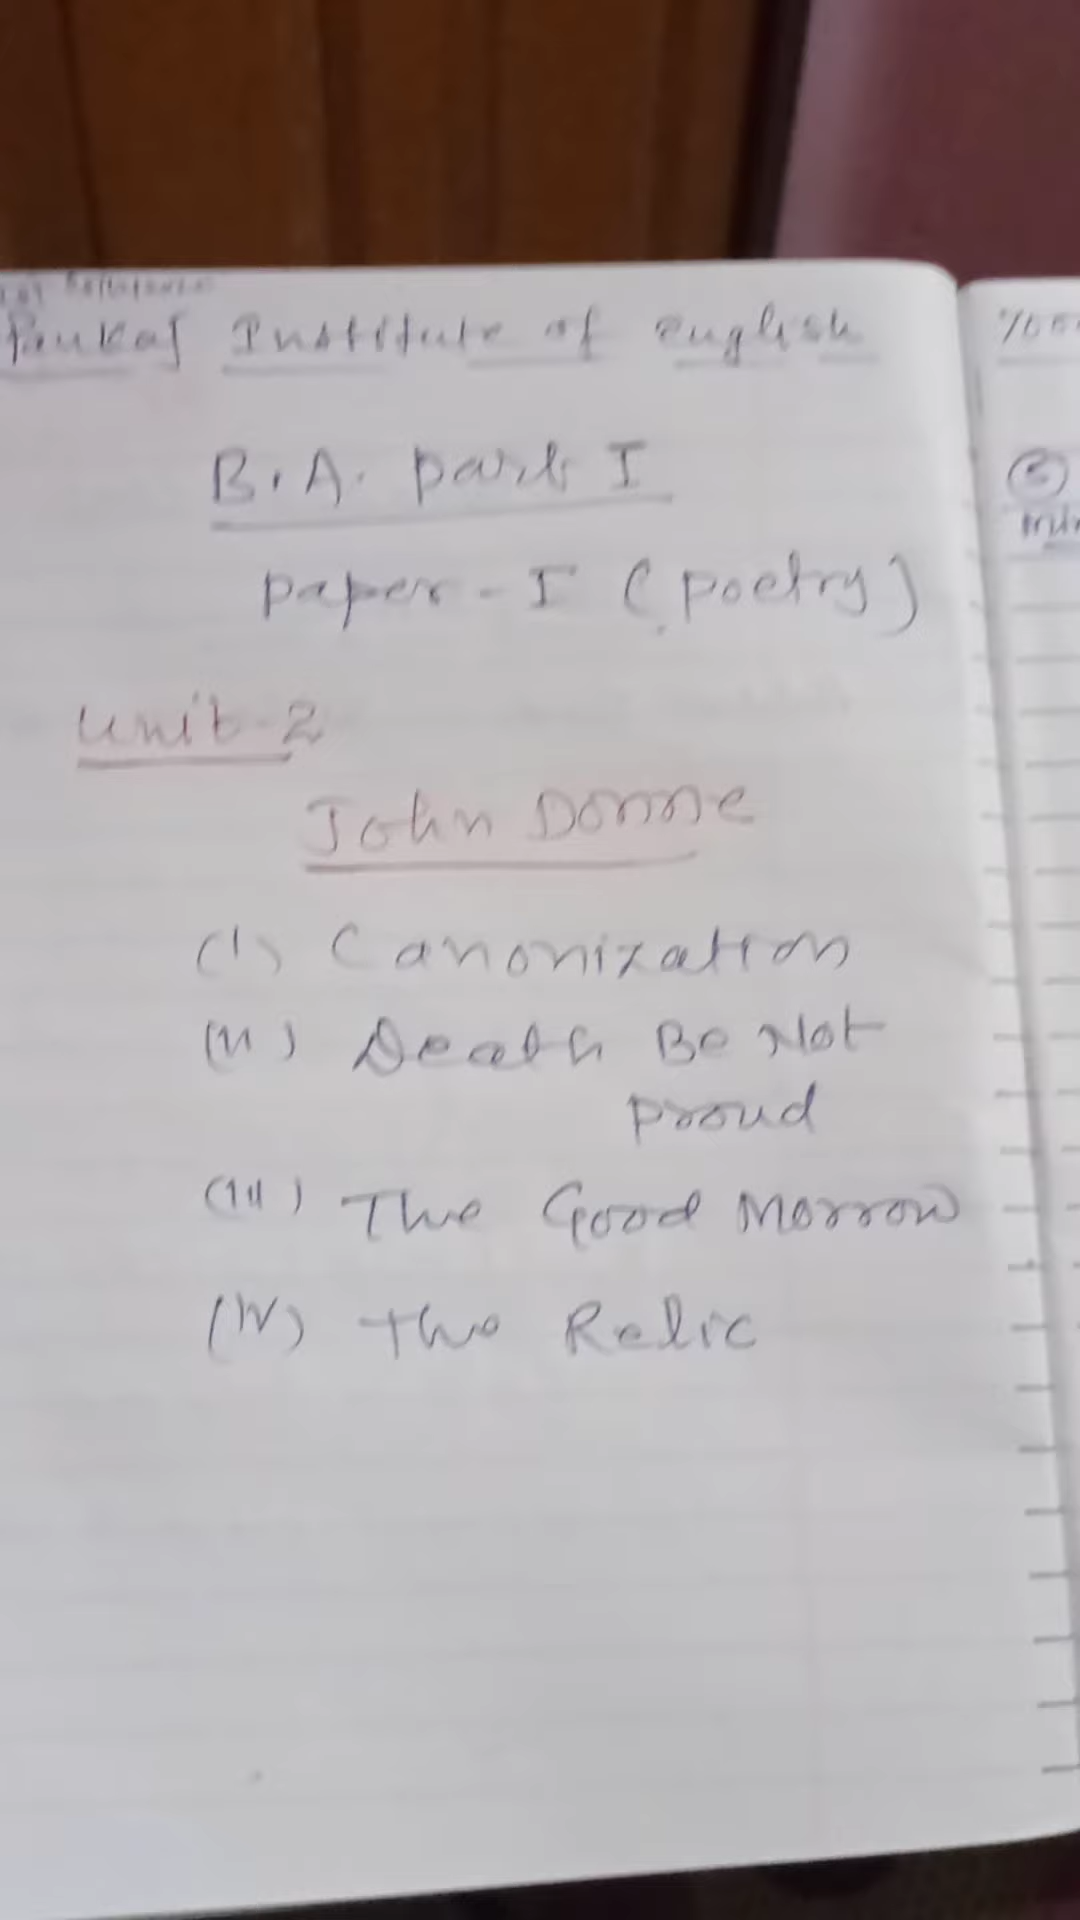 Pankaj Institute of english
B.A. part I
paper - I (poetry)
Unit-2
John Donne
(I) Canonization
(II) Death Be Not
proud
(III) The Good Morrow
(IV) The Relic